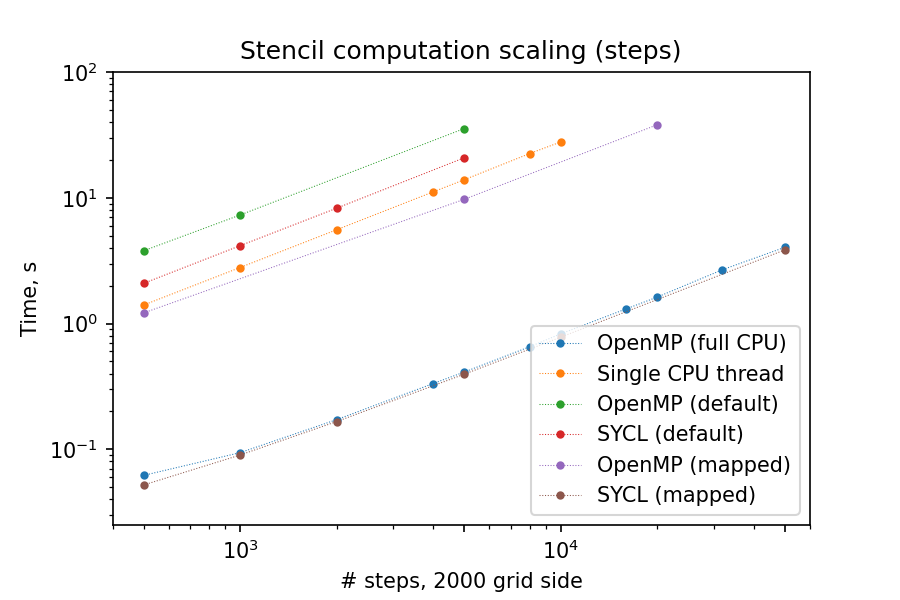 Stencil computation scaling (steps)
10²
10¹
10⁰
10⁻¹
Time, s
OpenMP (full CPU)
Single CPU thread
OpenMP (default)
SYCL (default)
OpenMP (mapped)
SYCL (mapped)
10³ 10⁴
# steps, 2000 grid side